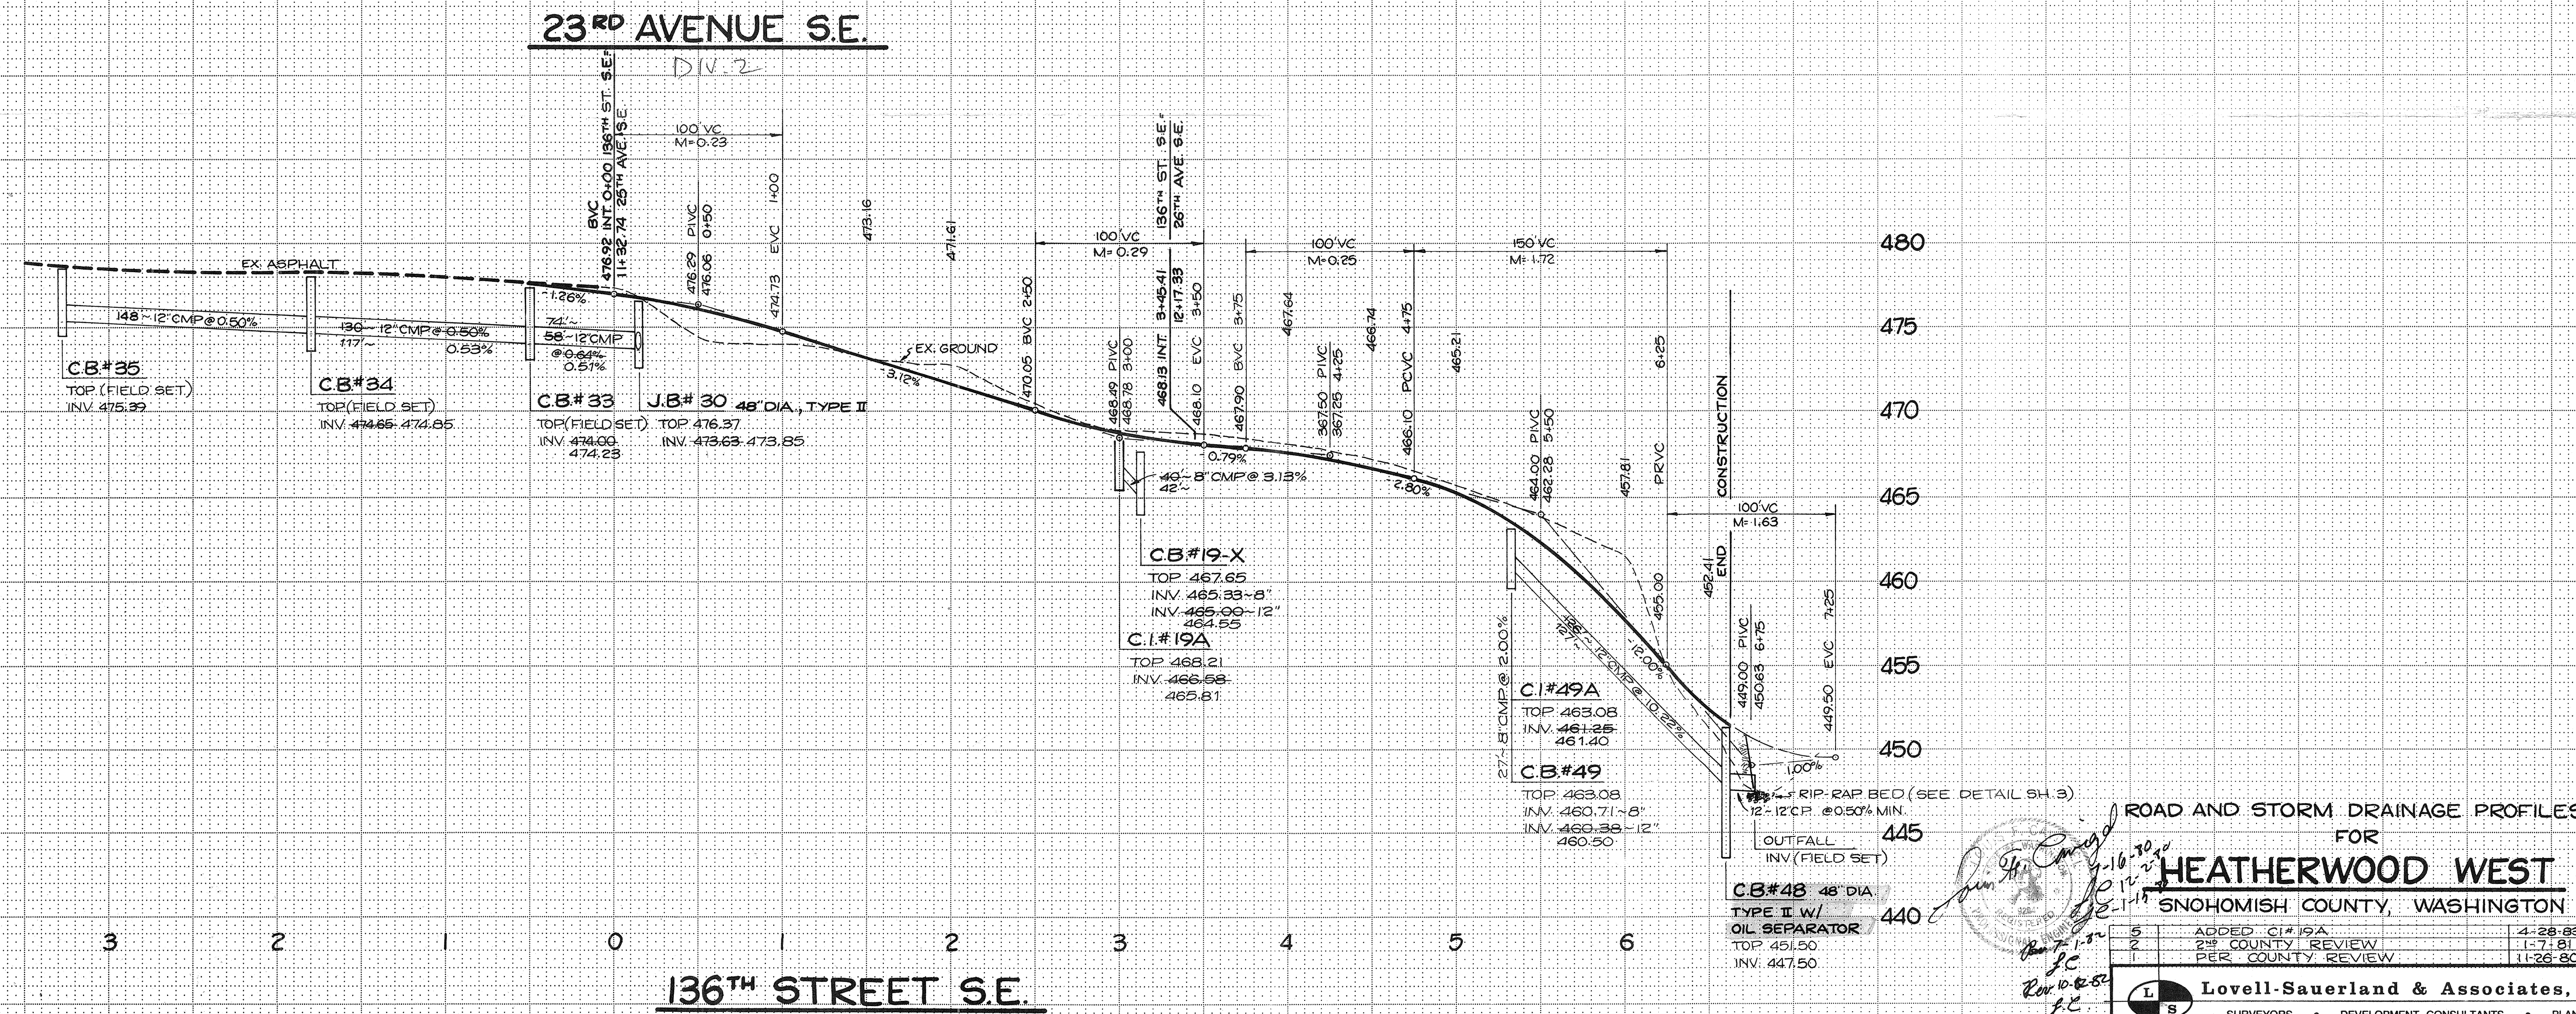 23RD AVENUE S.E.
DIV. 2
BVC
476.92 INT. 0+00 136TH ST. S.E.=
11+32.74 25TH AVE. S.E.
100' VC
M=0.23
476.29 PIVC
476.06 0+50
474.73 EVC 1+00
473.16
471.61
470.05 BVC 2+50
100' VC
M=0.29
136TH ST. S.E.=
26TH AVE. S.E.
468.49 PIVC
468.78 3+00
468.13 INT. 3+45.41
12+17.33
468.10 EVC 3+50
467.90 BVC 3+75
100' VC
M=0.25
467.64
367.50 PIVC
367.25 4+25
466.74
466.10 PCVC 4+75
150' VC
M=1.72
465.21
464.00 PIVC
462.28 5+50
457.81
455.00 PRVC 6+25
452.41
END CONSTRUCTION
100' VC
M=1.63
449.00 PIVC
450.63 6+75
449.50 EVC 7+25
480
475
470
465
460
455
450
445
440
EX. ASPHALT
-1.26%
148'~12"CMP@0.50%
130'~12"CMP@0.50%
117'~ 0.53%
74'~
58'~12"CMP
@0.64%
0.51%
EX. GROUND
3.12%
-0.79%
-2.80%
-12.00%
1.00%
C.B.#35
TOP (FIELD SET)
INV. 475.39
C.B.#34
TOP (FIELD SET)
INV. 474.65 474.85
C.B.#33
TOP (FIELD SET)
INV. 474.00
474.23
J.B.#30 48" DIA., TYPE II
TOP 476.37
INV. 473.63 473.85
40'~8"CMP@3.13%
42'~
C.B.#19-X
TOP 467.65
INV. 465.33~8"
INV. 465.00~12"
464.55
C.I.#19A
TOP 468.21
INV. 466.58
465.81
27'~8"CMP@2.00%
126'~
127'~ 12"CMP@10.22%
C.I.#49A
TOP 463.08
INV. 461.25
461.40
C.B.#49
TOP 463.08
INV. 460.71~8"
INV. 460.38~12"
460.50
RIP-RAP BED (SEE DETAIL SH. 3)
12'~12"C.P. @0.50% MIN.
OUTFALL
INV. (FIELD SET)
C.B.#48 48" DIA.
TYPE II W/
OIL SEPARATOR
TOP 451.50
INV. 447.50
3 2 1 0 1 2 3 4 5 6
136TH STREET S.E.
ROAD AND STORM DRAINAGE PROFILES
FOR
HEATHERWOOD WEST
SNOHOMISH COUNTY, WASHINGTON
5 ADDED CI#19A 4-28-83
2 2ND COUNTY REVIEW 1-7-81
1 PER COUNTY REVIEW 11-26-80
L S
Lovell-Sauerland & Associates,
SURVEYORS • DEVELOPMENT CONSULTANTS •